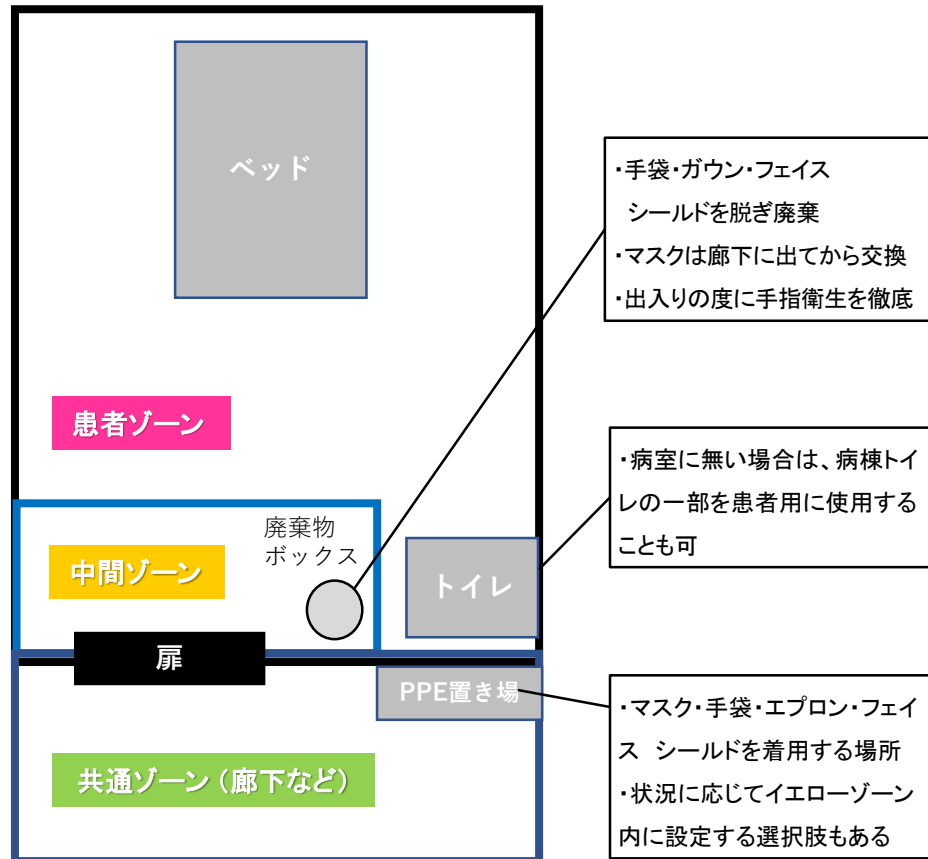 ベッド
・手袋・ガウン・フェイス
シールドを脱ぎ廃棄
・マスクは廊下に出てから交換
・出入りの度に手指衛生を徹底
患者ゾーン
・病室に無い場合は、病棟トイ
レの一部を患者用に使用する
ことも可
廃棄物
ボックス
中間ゾーン
トイレ
扉
PPE置き場
・マスク・手袋・エプロン・フェイ
ス シールドを着用する場所
・状況に応じてイエローゾーン
内に設定する選択肢もある
共通ゾーン（廊下など）